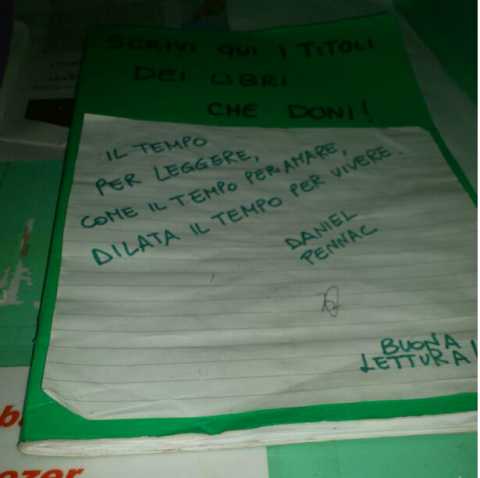 SCRIVI QUI I TITOLI
DEI LIBRI
CHE DONI!
IL TEMPO
PER LEGGERE,
COME IL TEMPO PER AMARE,
DILATA IL TEMPO PER VIVERE.
DANIEL
PENNAC
BUONA
LETTURA!
ozer